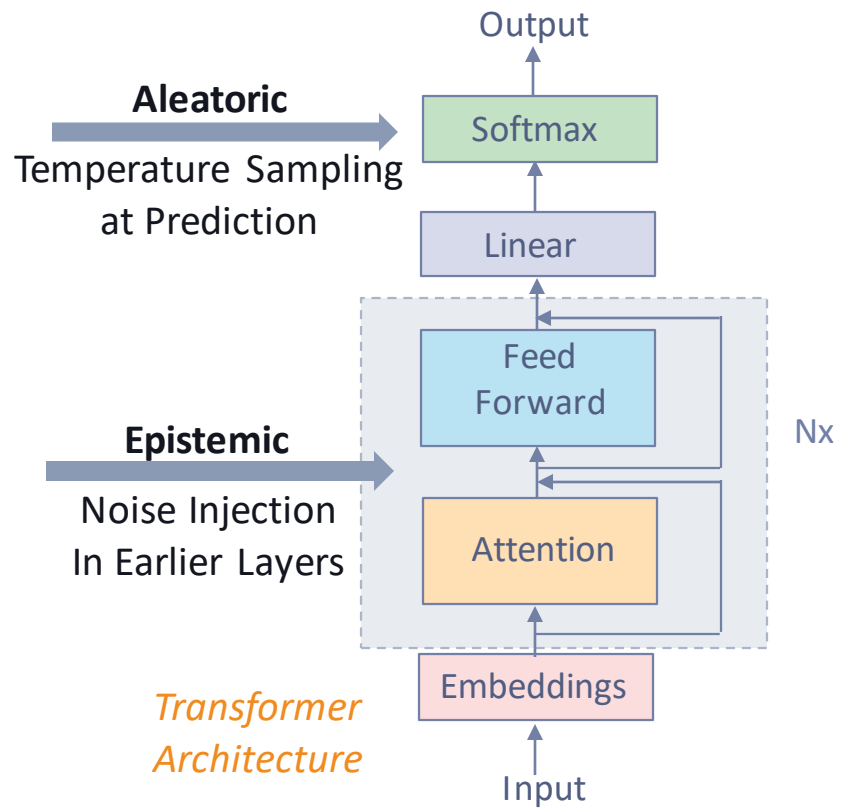 Output
Aleatoric
Softmax
Temperature Sampling
at Prediction
Linear
Feed
Forward
Nx
Epistemic
Noise Injection
In Earlier Layers
Attention
Embeddings
Transformer
Architecture
Input